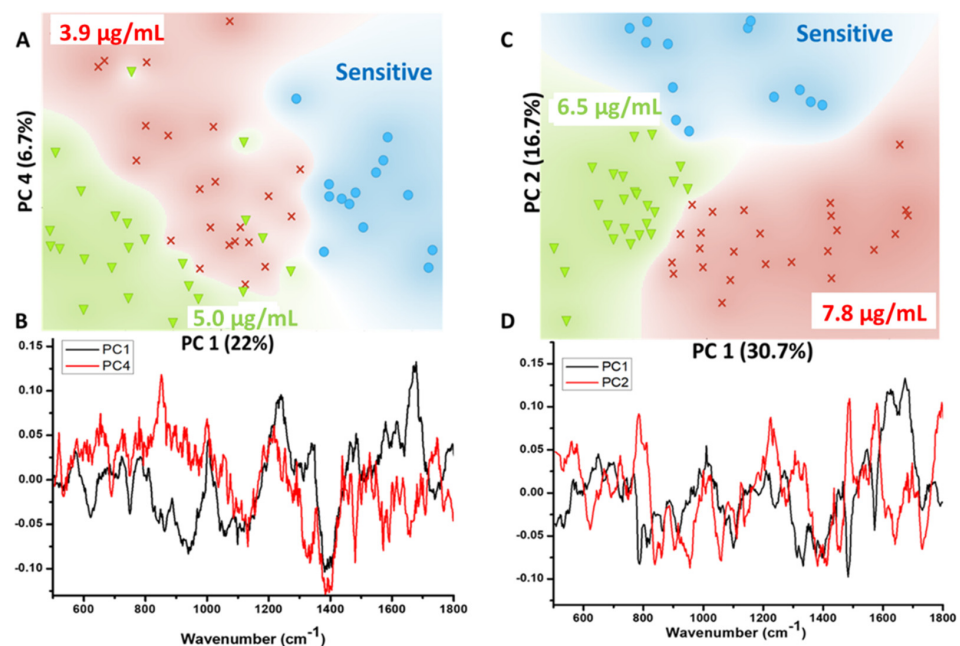 A
3.9 µg/mL
Sensitive
PC 4 (6.7%)
5.0 µg/mL
PC 1 (22%)
C
Sensitive
6.5 µg/mL
PC 2 (16.7%)
7.8 µg/mL
PC 1 (30.7%)
B
PC1
PC4
0.15
0.10
0.05
0.00
-0.05
-0.10
600 800 1000 1200 1400 1600 1800
Wavenumber (cm⁻¹)
D
PC1
PC2
0.15
0.10
0.05
0.00
-0.05
-0.10
600 800 1000 1200 1400 1600 1800
Wavenumber (cm⁻¹)